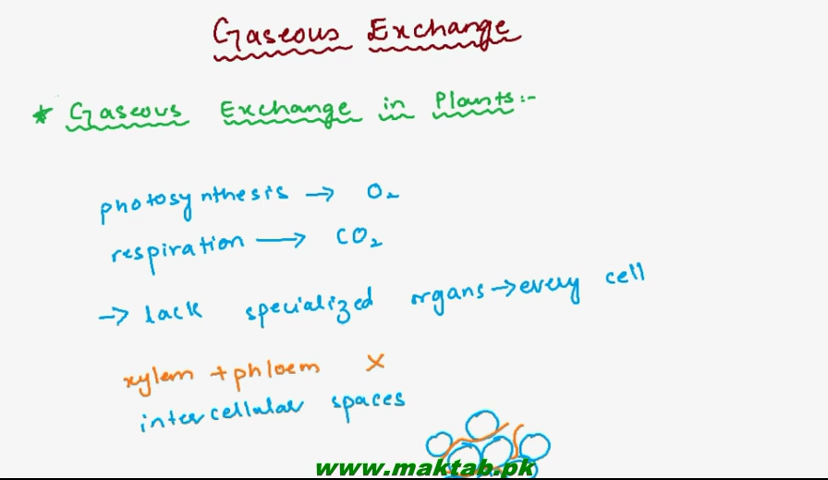 Gaseous Exchange
* Gaseous Exchange in Plants:-
photosynthesis → O₂
respiration → CO₂
→ lack specialized organs → every cell
xylem + phloem X
intercellular spaces
www.maktab.pk